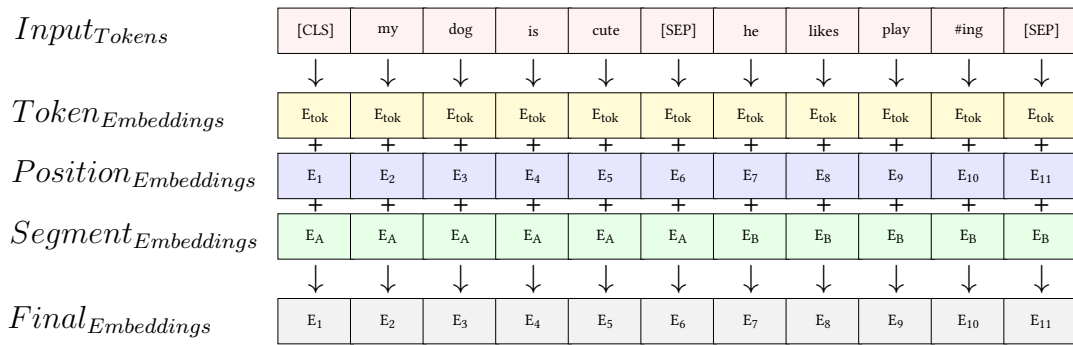 Input_Tokens [CLS] my dog is cute [SEP] he likes play #ing [SEP]
↓ ↓ ↓ ↓ ↓ ↓ ↓ ↓ ↓ ↓ ↓
Token_Embeddings E_tok E_tok E_tok E_tok E_tok E_tok E_tok E_tok E_tok E_tok E_tok
+ + + + + + + + + + +
Position_Embeddings E_1 E_2 E_3 E_4 E_5 E_6 E_7 E_8 E_9 E_10 E_11
+ + + + + + + + + + +
Segment_Embeddings E_A E_A E_A E_A E_A E_A E_B E_B E_B E_B E_B
↓ ↓ ↓ ↓ ↓ ↓ ↓ ↓ ↓ ↓ ↓
Final_Embeddings E_1 E_2 E_3 E_4 E_5 E_6 E_7 E_8 E_9 E_10 E_11